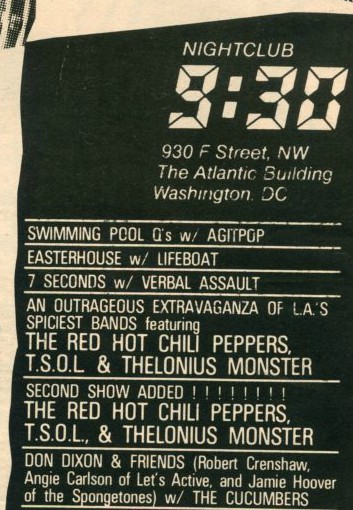 NIGHTCLUB
9:30
930 F Street, NW
The Atlantic Building
Washington, DC
SWIMMING POOL Q's w/ AGITPOP
EASTERHOUSE w/ LIFEBOAT
7 SECONDS w/ VERBAL ASSAULT
AN OUTRAGEOUS EXTRAVAGANZA OF L.A.'S
SPICIEST BANDS featuring
THE RED HOT CHILI PEPPERS,
T.S.O.L. & THELONIUS MONSTER
SECOND SHOW ADDED ! ! ! ! ! ! ! !
THE RED HOT CHILI PEPPERS,
T.S.O.L., & THELONIUS MONSTER
DON DIXON & FRIENDS (Robert Crenshaw,
Angie Carlson of Let's Active, and Jamie Hoover
of the Spongetones) w/ THE CUCUMBERS